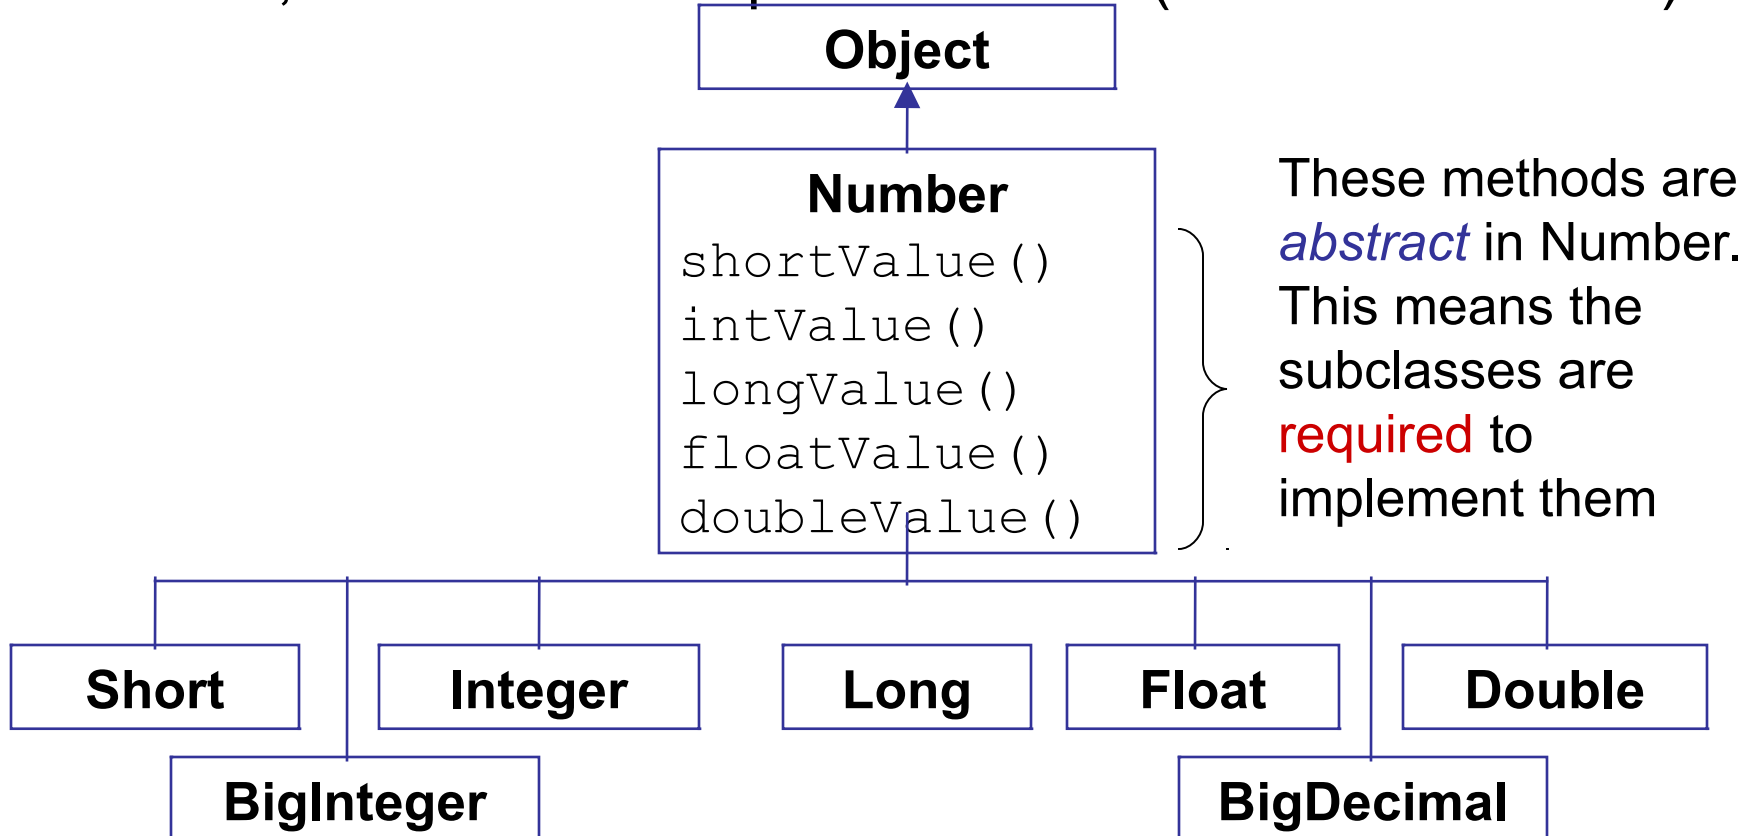 Object
Number
shortValue()
intValue()
longValue()
floatValue()
doubleValue()
These methods are
abstract in Number.
This means the
subclasses are
required to
implement them
Short
Integer
Long
Float
Double
BigInteger
BigDecimal